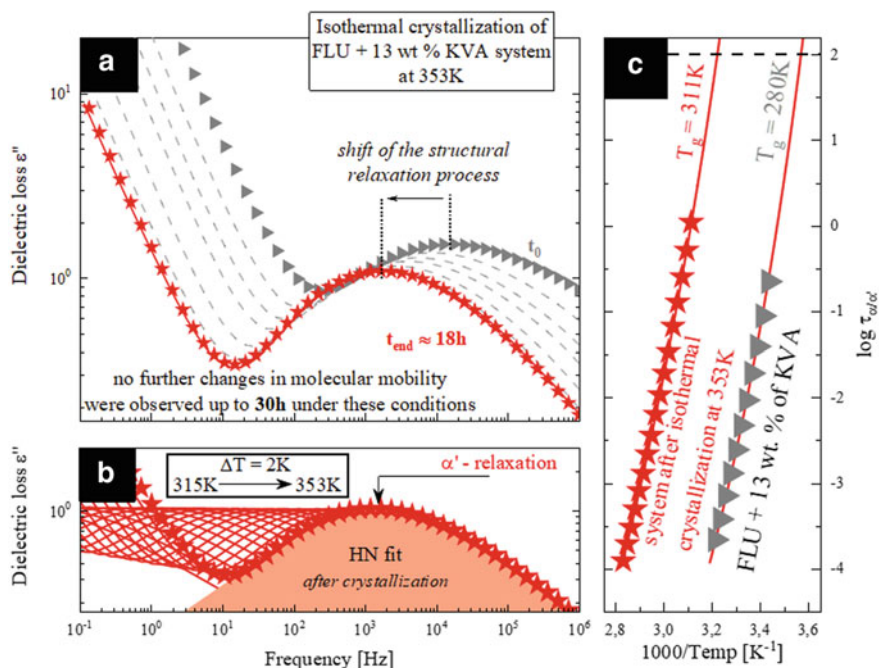 a
Isothermal crystallization of
FLU + 13 wt % KVA system
at 353K
Dielectric loss ε''
10¹
10⁰
shift of the structural
relaxation process
t₀
t_end ≈ 18h
no further changes in molecular mobility
were observed up to 30h under these conditions
b
ΔT = 2K
315K 353K
α' - relaxation
Dielectric loss ε''
10⁰
HN fit
after crystallization
10⁻¹ 10⁰ 10¹ 10² 10³ 10⁴ 10⁵ 10⁶
Frequency [Hz]
c
T_g = 311K
T_g = 280K
system after isothermal
crystallization at 353K
FLU + 13 wt. % of KVA
2
1
0
-1
-2
-3
-4
log τ_α/α'
2,8 3,0 3,2 3,4 3,6
1000/Temp [K⁻¹]